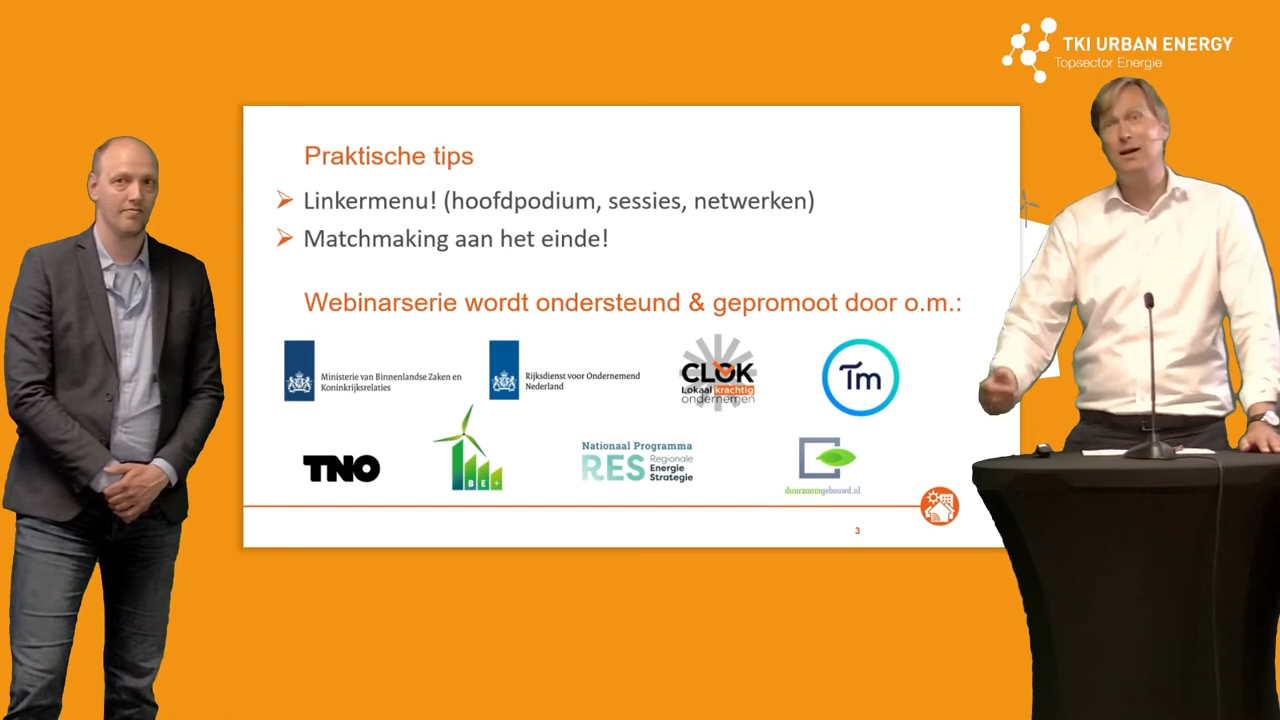 TKI URBAN ENERGY
Topsector Energie
Praktische tips
Linkermenu! (hoofdpodium, sessies, netwerken)
Matchmaking aan het einde!
Webinarserie wordt ondersteund & gepromoot door o.m.:
Ministerie van Binnenlandse Zaken en
Koninkrijksrelaties
Rijksdienst voor Ondernemend
Nederland
CLOK
Lokaal krachtig
ondernemen
Tm
TNO
BE+
Nationaal Programma
RES Regionale
Energie
Strategie
duurzaamgebouwd.nl
3